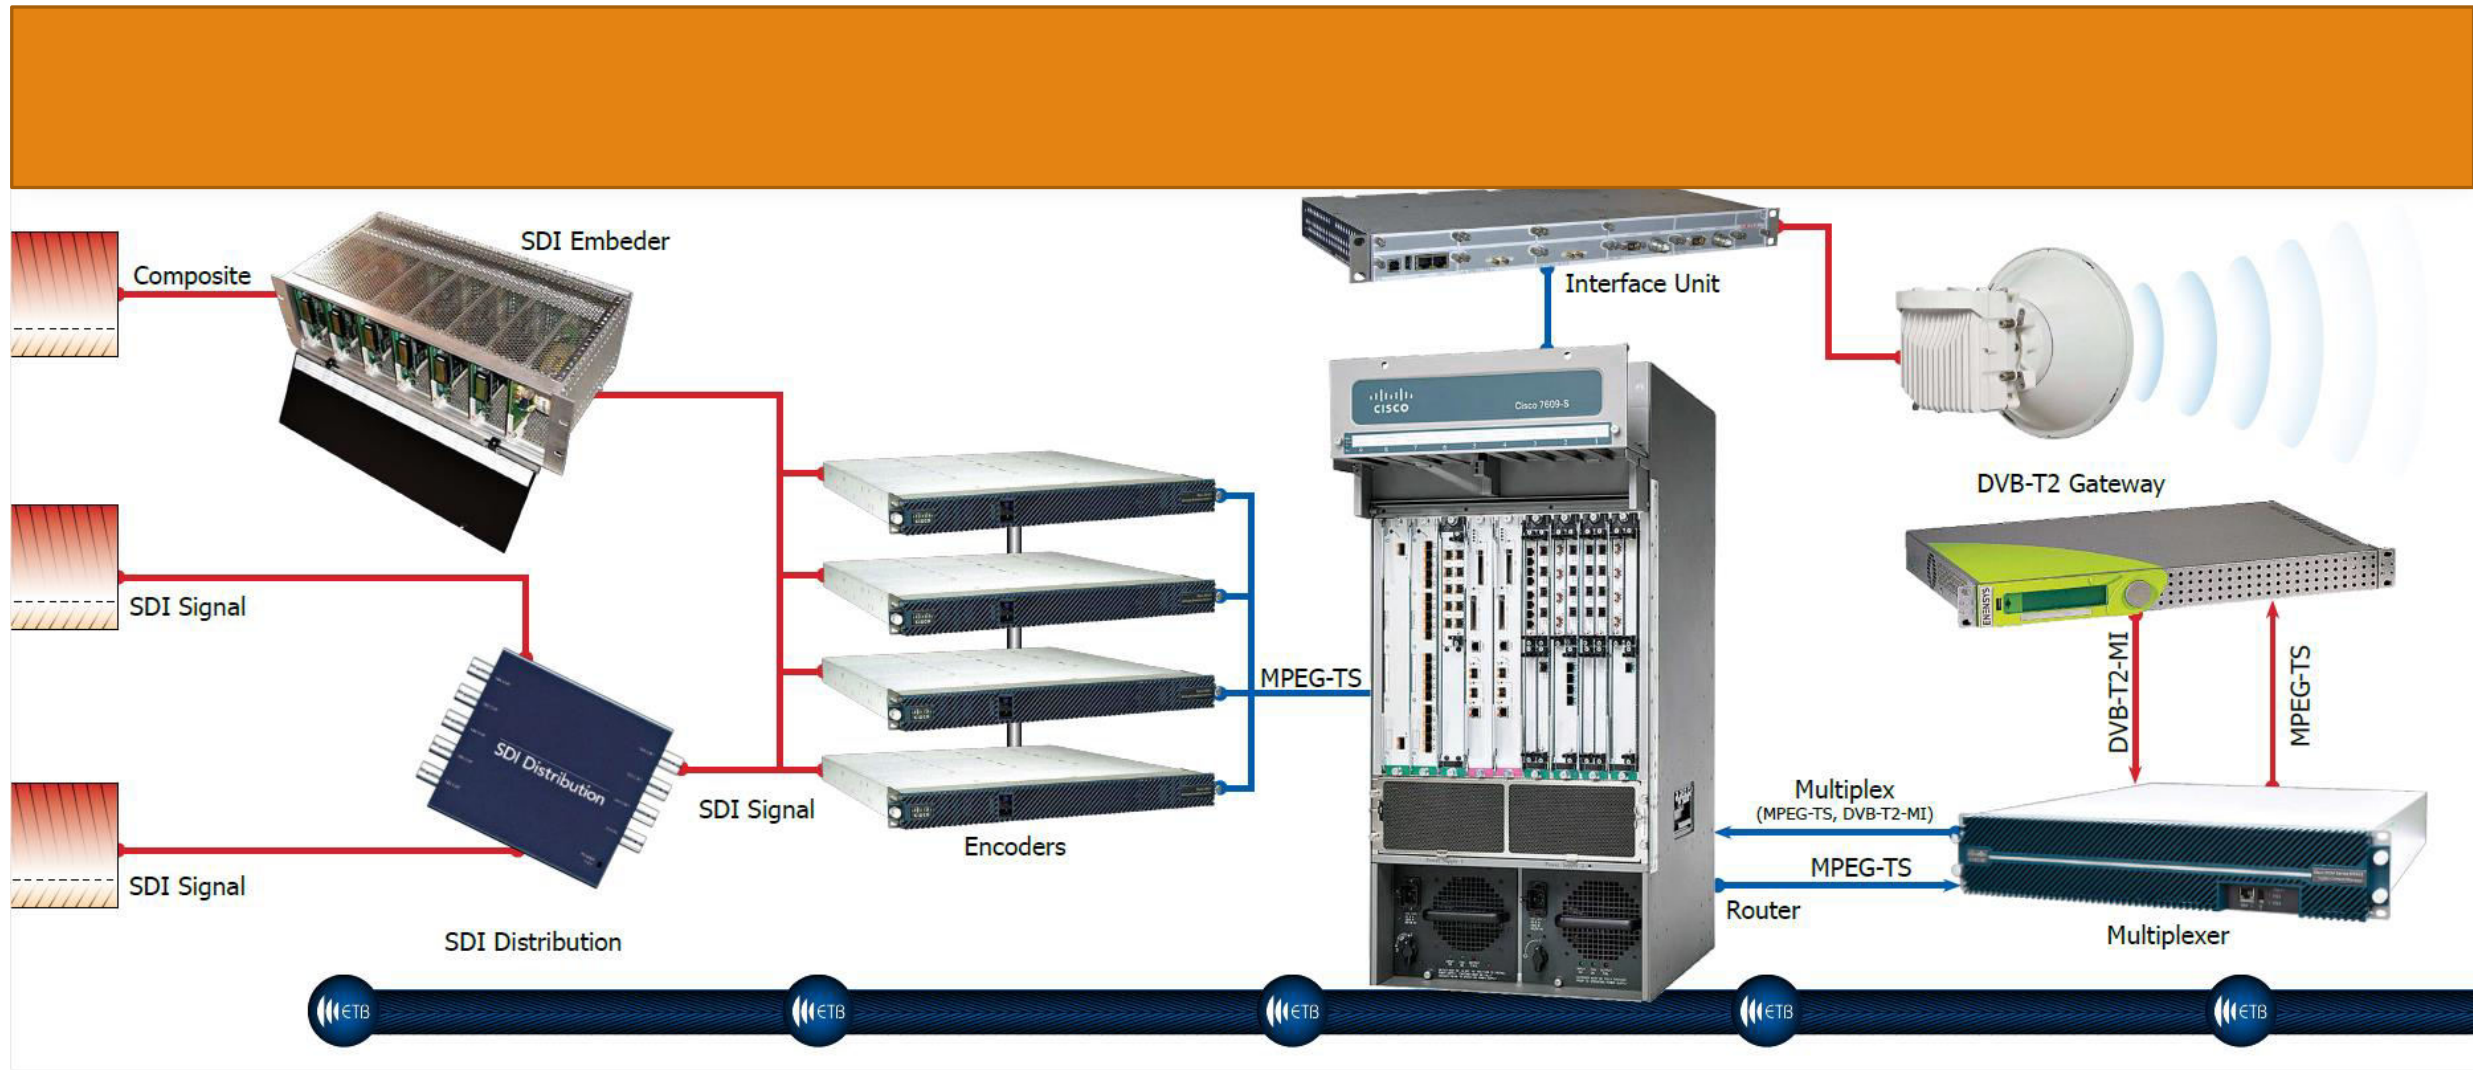 SDI Embeder
Composite
Interface Unit
CISCO
Cisco 7609-S
DVB-T2 Gateway
SDI Signal
ENENSYS
MPEG-TS
DVB-T2-MI
MPEG-TS
SDI Distribution
SDI Signal
Encoders
Multiplex
(MPEG-TS, DVB-T2-MI)
MPEG-TS
Router
Multiplexer
SDI Signal
SDI Distribution
ETB
ETB
ETB
ETB
ETB